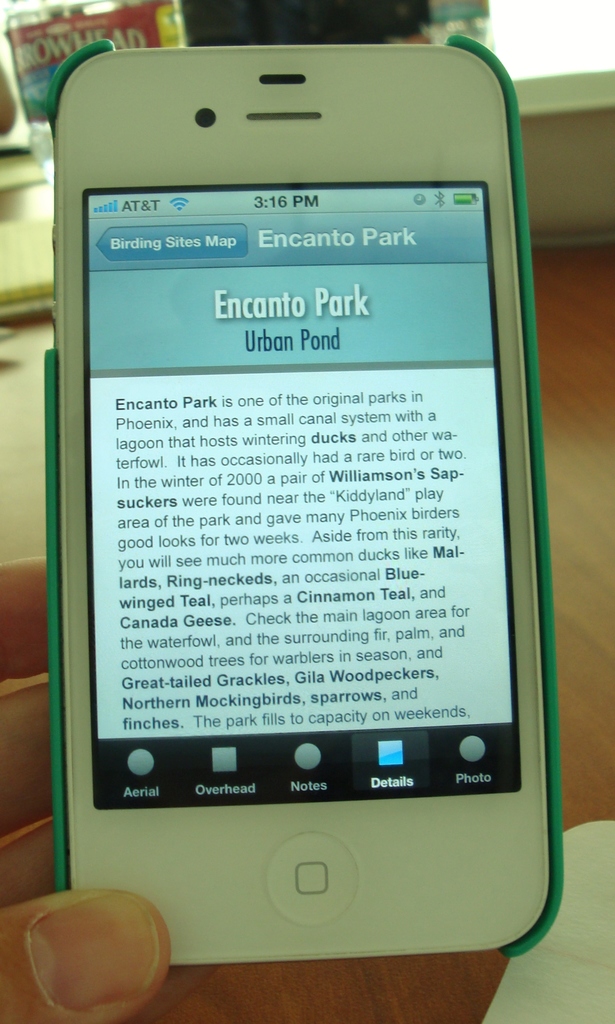 ROWHEAD
AT&T 3:16 PM
Birding Sites Map Encanto Park
Encanto Park
Urban Pond
Encanto Park is one of the original parks in
Phoenix, and has a small canal system with a
lagoon that hosts wintering ducks and other wa-
terfowl. It has occasionally had a rare bird or two.
In the winter of 2000 a pair of Williamson's Sap-
suckers were found near the "Kiddyland" play
area of the park and gave many Phoenix birders
good looks for two weeks. Aside from this rarity,
you will see much more common ducks like Mal-
lards, Ring-neckeds, an occasional Blue-
winged Teal, perhaps a Cinnamon Teal, and
Canada Geese. Check the main lagoon area for
the waterfowl, and the surrounding fir, palm, and
cottonwood trees for warblers in season, and
Great-tailed Grackles, Gila Woodpeckers,
Northern Mockingbirds, sparrows, and
finches. The park fills to capacity on weekends,
Aerial Overhead Notes Details Photo